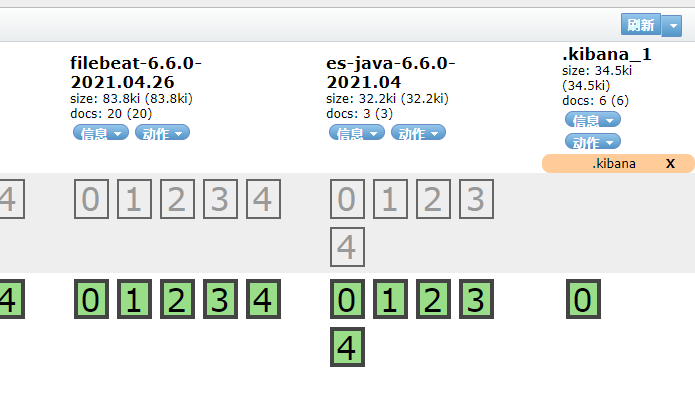 刷新
filebeat-6.6.0-
2021.04.26
size: 83.8ki (83.8ki)
docs: 20 (20)
信息 动作
es-java-6.6.0-
2021.04
size: 32.2ki (32.2ki)
docs: 3 (3)
信息 动作
.kibana_1
size: 34.5ki
(34.5ki)
docs: 6 (6)
信息
动作
.kibana X
4 0 1 2 3 4 0 1 2 3
4
4 0 1 2 3 4 0 1 2 3 0
4